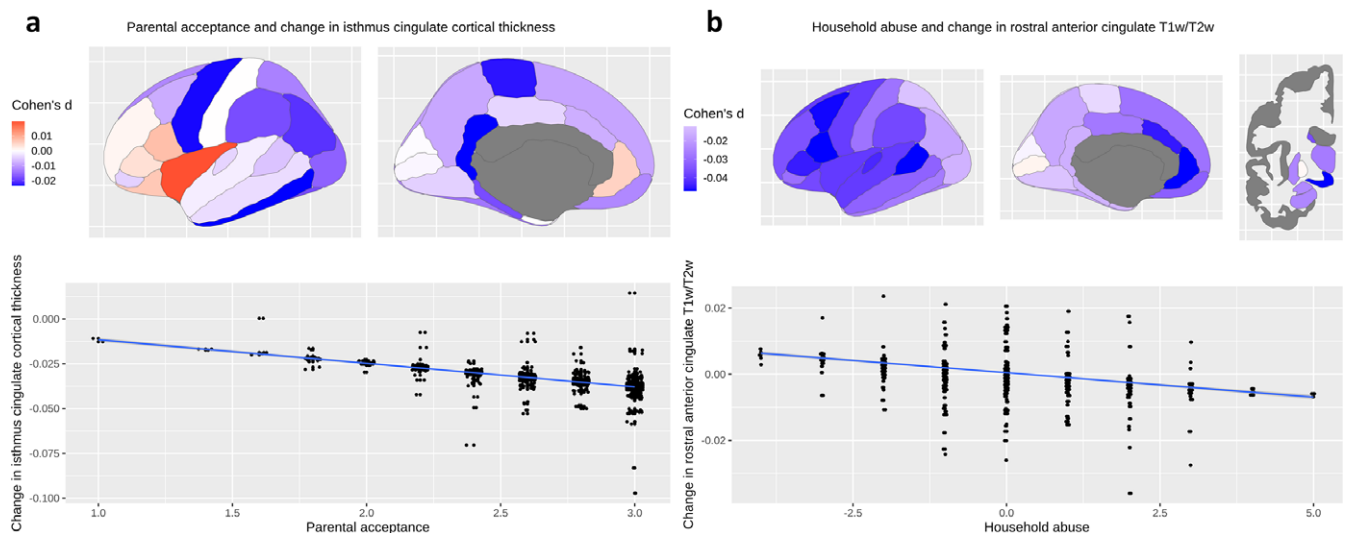 a
Parental acceptance and change in isthmus cingulate cortical thickness
Cohen's d
0.01
0.00
-0.01
-0.02
Change in isthmus cingulate cortical thickness
0.000
-0.025
-0.050
-0.075
-0.100
1.0 1.5 2.0 2.5 3.0
Parental acceptance
b
Household abuse and change in rostral anterior cingulate T1w/T2w
Cohen's d
-0.02
-0.03
-0.04
Change in rostral anterior cingulate T1w/T2w
0.02
0.00
-0.02
-2.5 0.0 2.5 5.0
Household abuse